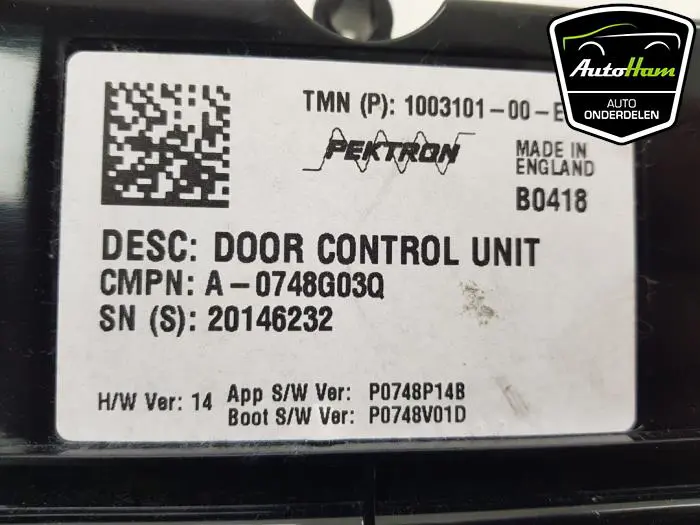 TMN (P): 1003101-00-E
PEKTRON
MADE IN
ENGLAND
B0418
DESC: DOOR CONTROL UNIT
CMPN: A-0748G03Q
SN (S): 20146232
H/W Ver: 14
App S/W Ver: P0748P14B
Boot S/W Ver: P0748V01D
AutoHam
AUTO
ONDERDELEN